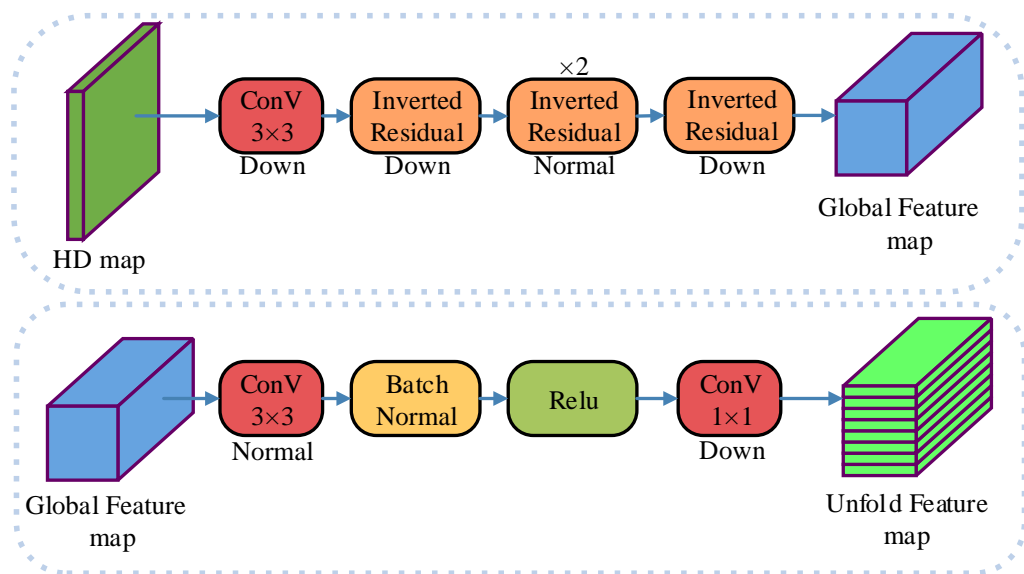 ×2
ConV
3×3
Down
Inverted
Residual
Down
Inverted
Residual
Normal
Inverted
Residual
Down
HD map
Global Feature
map
ConV
3×3
Normal
Batch
Normal
Relu
ConV
1×1
Down
Global Feature
map
Unfold Feature
map